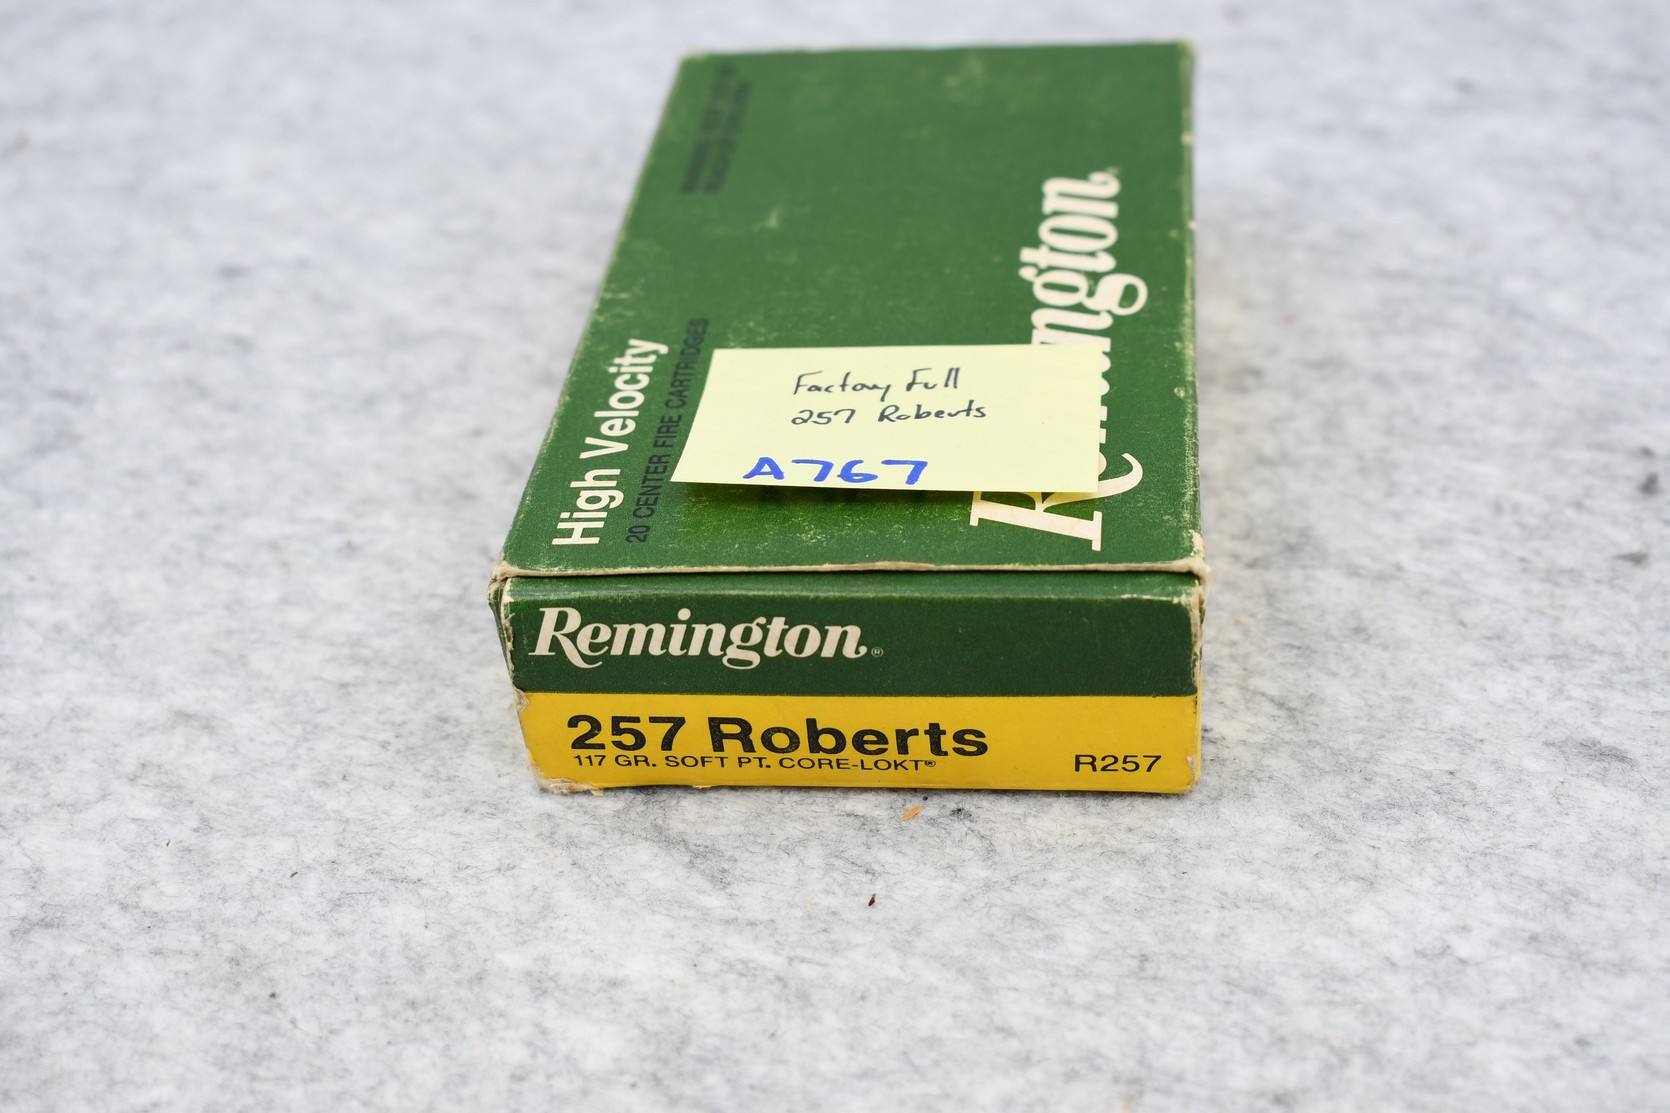 Remington
High Velocity
20 CENTER FIRE CARTRIDGES
Factory Full
257 Roberts
A767
Remington®
257 Roberts
117 GR. SOFT PT. CORE-LOKT®
R257